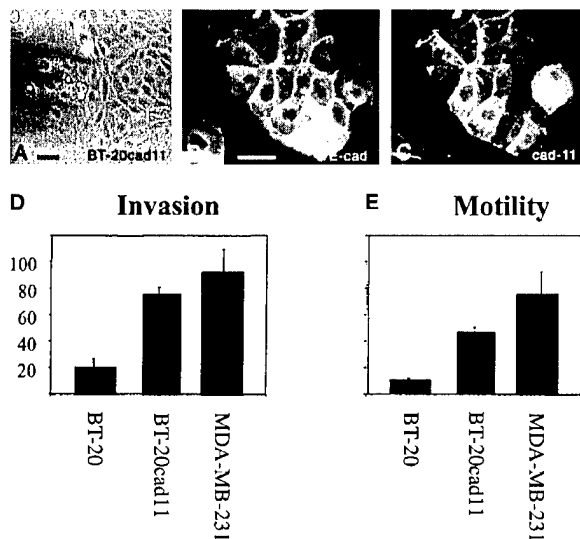 A BT-20cad11
E-cad
C cad-11
D Invasion
E Motility
100
80
60
40
20
BT-20
BT-20cad11
MDA-MB-231
BT-20
BT-20cad11
MDA-MB-231